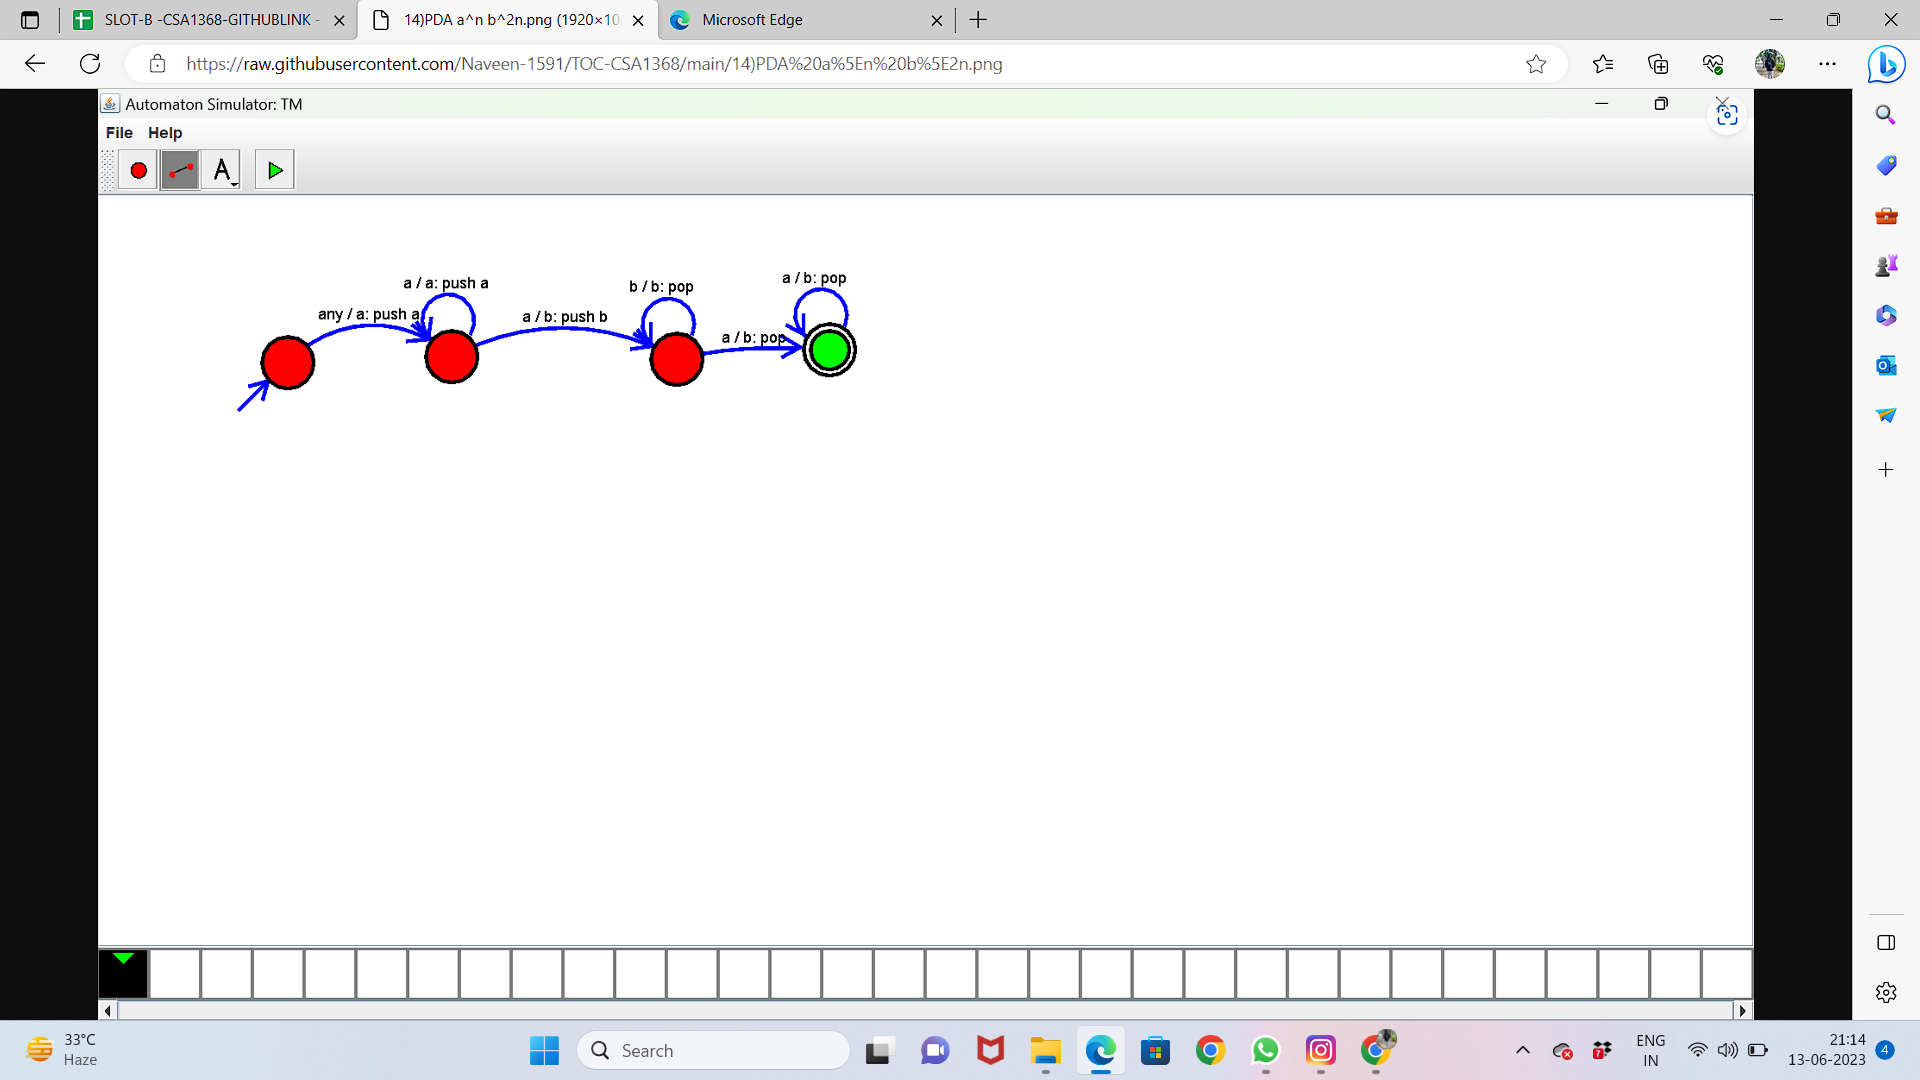 SLOT-B -CSA1368-GITHUBLINK -
14)PDA a^n b^2n.png (1920×10
Microsoft Edge
https://raw.githubusercontent.com/Naveen-1591/TOC-CSA1368/main/14)PDA%20a%5En%20b%5E2n.png
Automaton Simulator: TM
File Help
A
a / a: push a
b / b: pop
a / b: pop
any / a: push a
a / b: push b
a / b: pop
33°C
Haze
Search
7
ENG
IN
21:14
13-06-2023
4